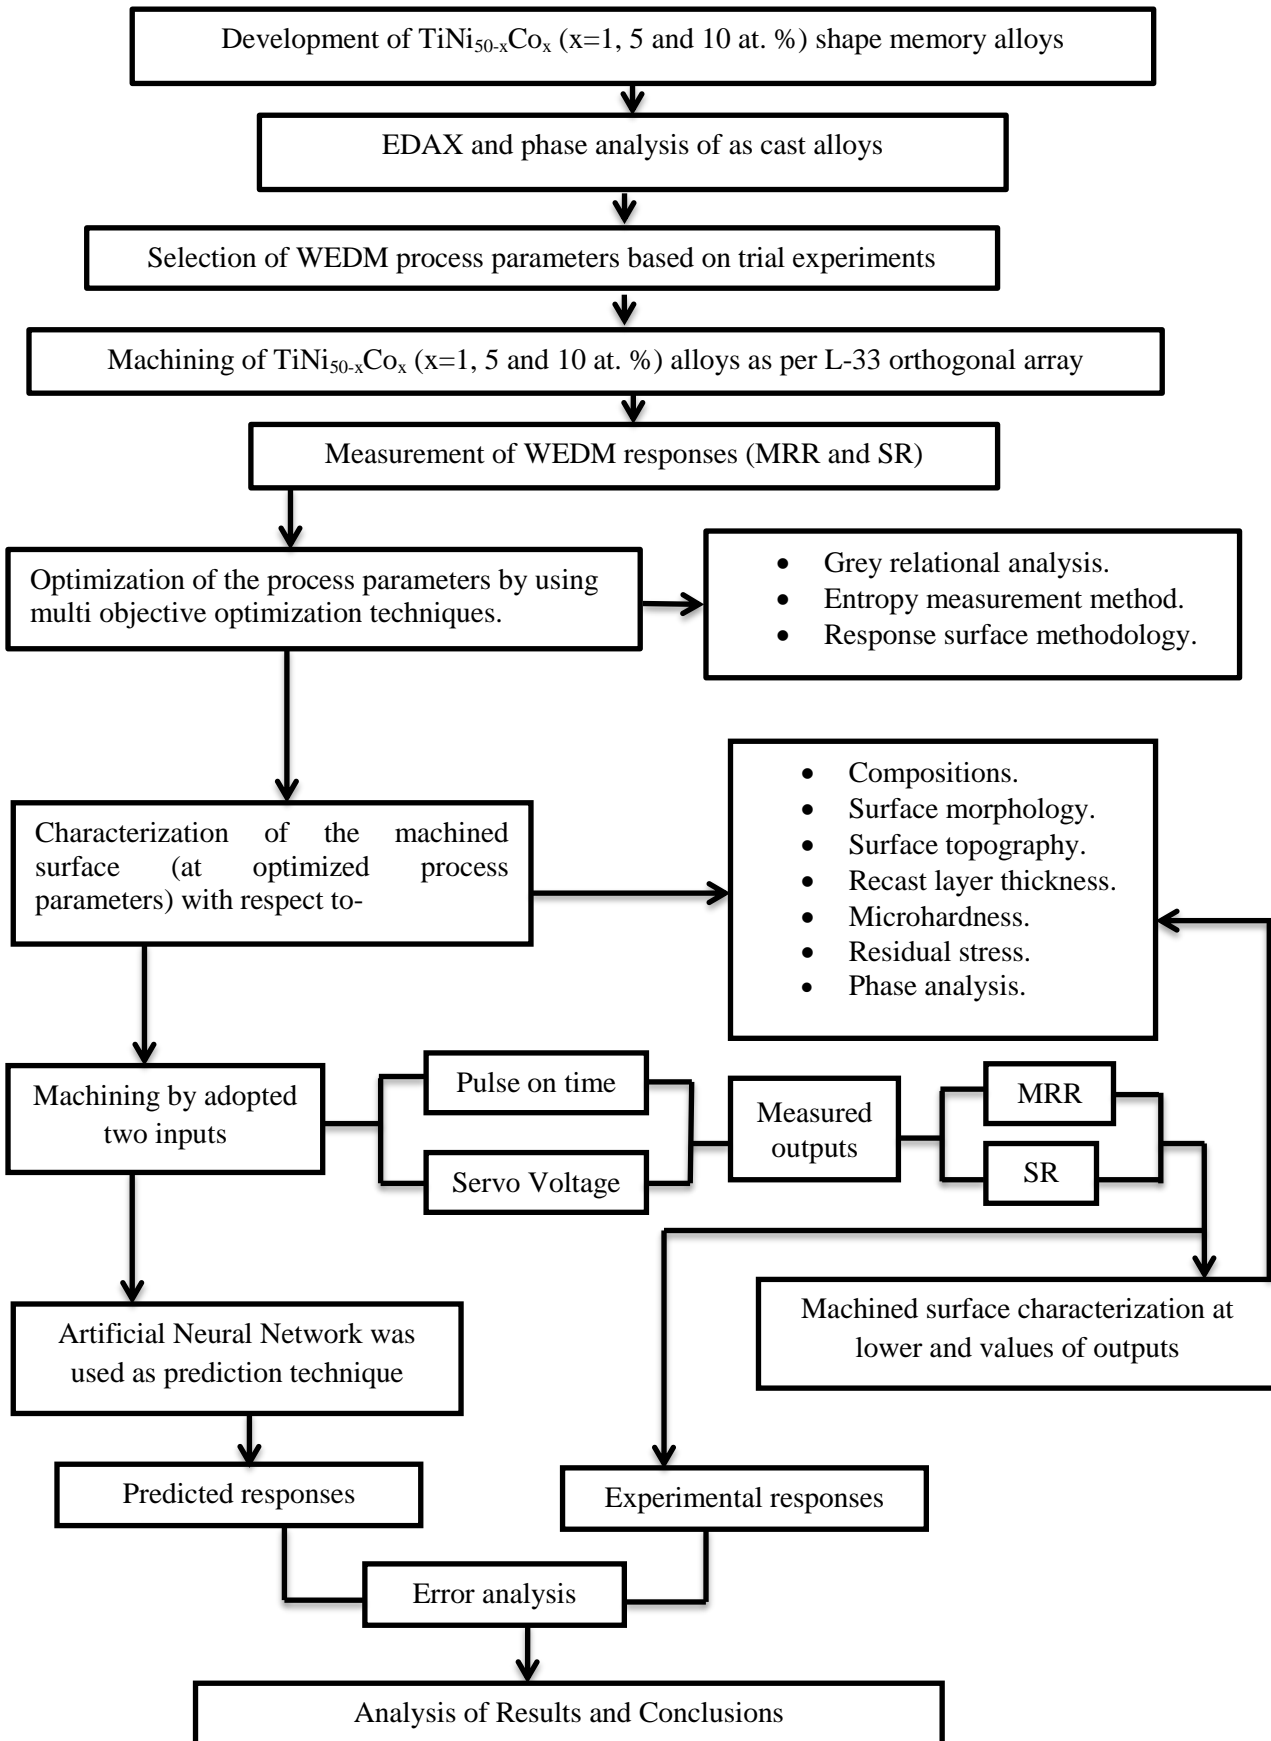 Development of TiNi₅₀₋ₓCoₓ (x=1, 5 and 10 at. %) shape memory alloys
EDAX and phase analysis of as cast alloys
Selection of WEDM process parameters based on trial experiments
Machining of TiNi₅₀₋ₓCoₓ (x=1, 5 and 10 at. %) alloys as per L-33 orthogonal array
Measurement of WEDM responses (MRR and SR)
Optimization of the process parameters by using
multi objective optimization techniques.
• Grey relational analysis.
• Entropy measurement method.
• Response surface methodology.
Characterization of the machined
surface (at optimized process
parameters) with respect to-
• Compositions.
• Surface morphology.
• Surface topography.
• Recast layer thickness.
• Microhardness.
• Residual stress.
• Phase analysis.
Machining by adopted
two inputs
Pulse on time
Servo Voltage
Measured
outputs
MRR
SR
Machined surface characterization at
lower and values of outputs
Artificial Neural Network was
used as prediction technique
Predicted responses
Experimental responses
Error analysis
Analysis of Results and Conclusions